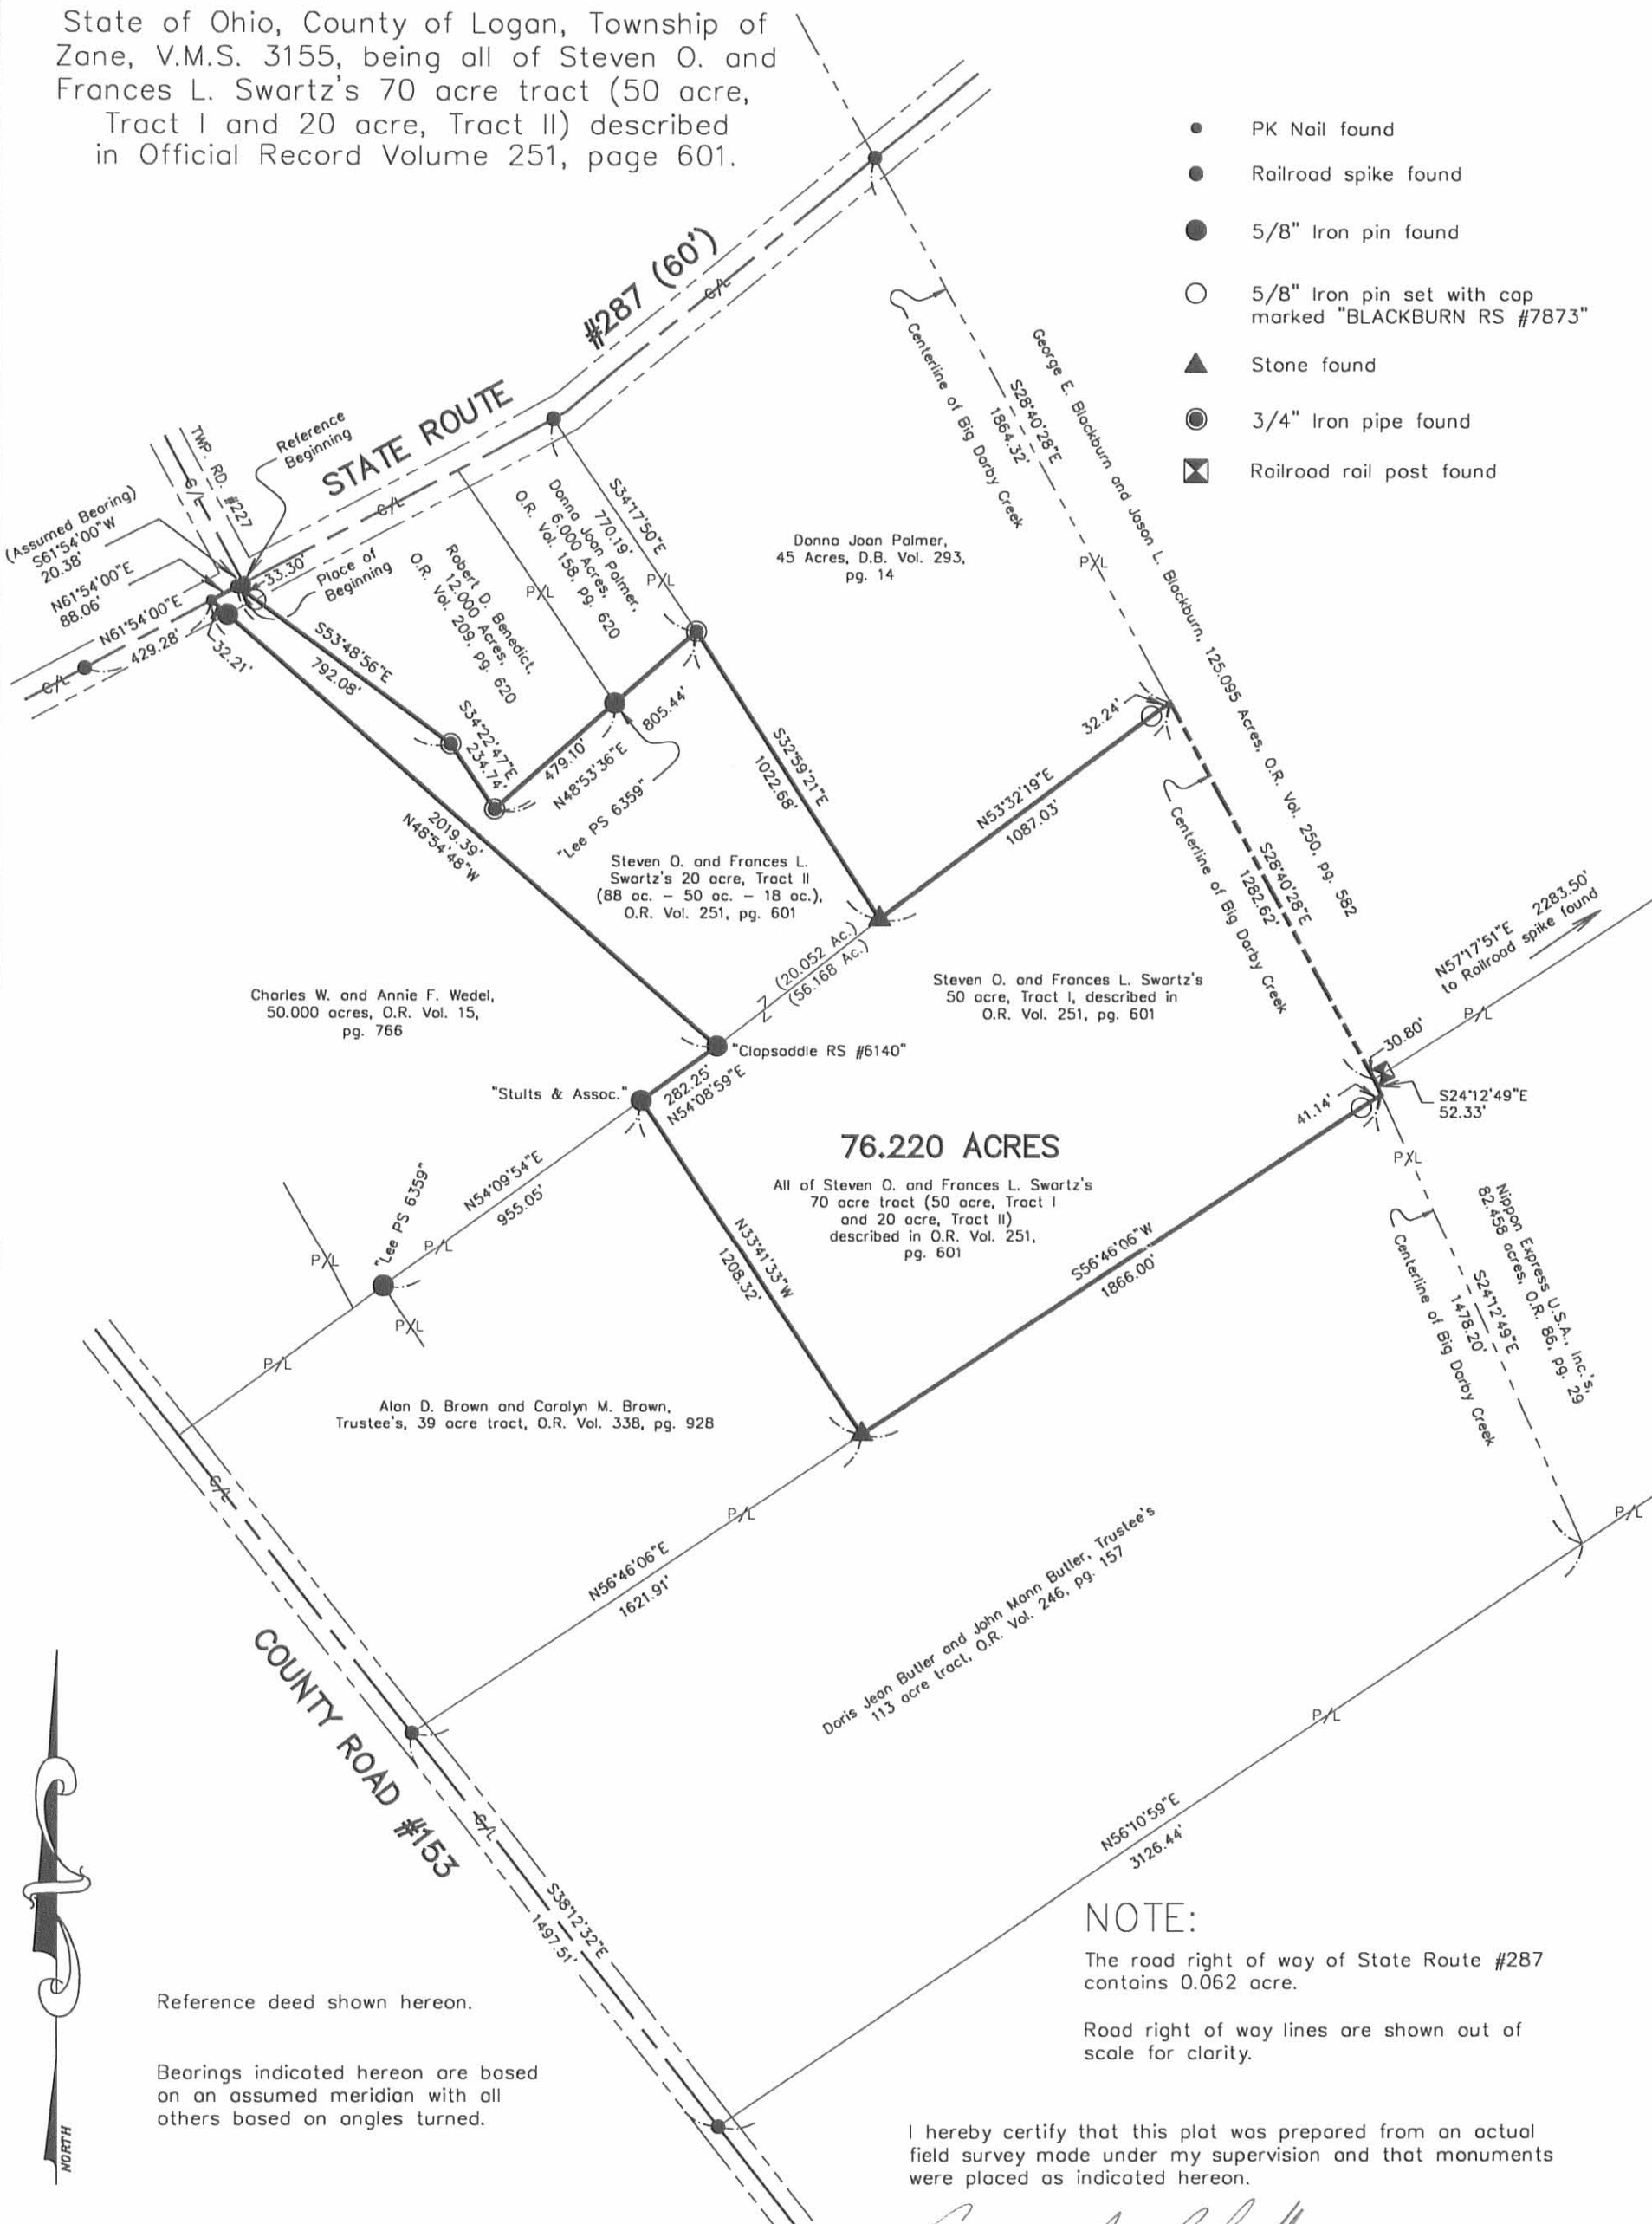 State of Ohio, County of Logan, Township of
Zane, V.M.S. 3155, being all of Steven O. and
Frances L. Swartz's 70 acre tract (50 acre,
Tract I and 20 acre, Tract II) described
in Official Record Volume 251, page 601.
PK Nail found
Railroad spike found
5/8" Iron pin found
5/8" Iron pin set with cap
marked "BLACKBURN RS #7873"
Stone found
3/4" Iron pipe found
Railroad rail post found
STATE ROUTE
#287 (60')
C/L
C/L
TWP. RD. #227
C/L
Reference
Beginning
(Assumed Bearing)
S61°54'00"W
20.38'
N61°54'00"E
88.06'
N61°54'00"E
429.28'
C/L
32.21'
33.30'
Place of
Beginning
S53°48'56"E
792.08'
S34°22'47"E
234.74'
Robert D. Benedict,
12.000 Acres,
O.R. Vol. 209, pg. 620
P/L
Donna Joan Palmer,
6.000 Acres,
O.R. Vol. 158, pg. 620
S34°17'50"E
770.19'
P/L
479.10'
N48°53'36"E
805.44'
"Lee PS 6359"
Donna Joan Palmer,
45 Acres, D.B. Vol. 293,
pg. 14
Centerline of Big Darby Creek
S28°40'28"E
1864.32'
P/L
George E. Blackburn and Jason L. Blackburn, 125.095 Acres, O.R. Vol. 250, pg. 582
S32°59'21"E
1022.68'
N53°32'19"E
1087.03'
32.24'
Centerline of Big Darby Creek
S28°40'28"E
1282.62'
2019.39'
N48°54'48"W
Steven O. and Frances L.
Swartz's 20 acre, Tract II
(88 ac. - 50 ac. - 18 ac.),
O.R. Vol. 251, pg. 601
(20.052 Ac.)
(56.168 Ac.)
Z
Steven O. and Frances L. Swartz's
50 acre, Tract I, described in
O.R. Vol. 251, pg. 601
N57°17'51"E 2283.50'
to Railroad spike found
P/L
30.80'
41.14'
S24°12'49"E
52.33'
P/L
Charles W. and Annie F. Wedel,
50.000 acres, O.R. Vol. 15,
pg. 766
"Clapsaddle RS #6140"
"Stults & Assoc."
282.25'
N54°08'59"E
76.220 ACRES
All of Steven O. and Frances L. Swartz's
70 acre tract (50 acre, Tract I
and 20 acre, Tract II)
described in O.R. Vol. 251,
pg. 601
N54°09'54"E
955.05'
"Lee PS 6359"
P/L
P/L
P/L
P/L
N33°41'33"W
1208.32'
S56°46'06"W
1866.00'
Nippon Express U.S.A., Inc.'s,
82.458 acres, O.R. 86, pg. 29
S24°12'49"E
1478.20'
Centerline of Big Darby Creek
Alan D. Brown and Carolyn M. Brown,
Trustee's, 39 acre tract, O.R. Vol. 338, pg. 928
C/L
P/L
N56°46'06"E
1621.91'
P/L
Doris Jean Butler and John Mann Butler, Trustee's
113 acre tract, O.R. Vol. 246, pg. 157
COUNTY ROAD #153
C/L
P/L
S38°12'32"E
1497.51'
N56°10'59"E
3126.44'
NORTH
Reference deed shown hereon.
Bearings indicated hereon are based
on an assumed meridian with all
others based on angles turned.
NOTE:
The road right of way of State Route #287
contains 0.062 acre.
Road right of way lines are shown out of
scale for clarity.
I hereby certify that this plat was prepared from an actual
field survey made under my supervision and that monuments
were placed as indicated hereon.